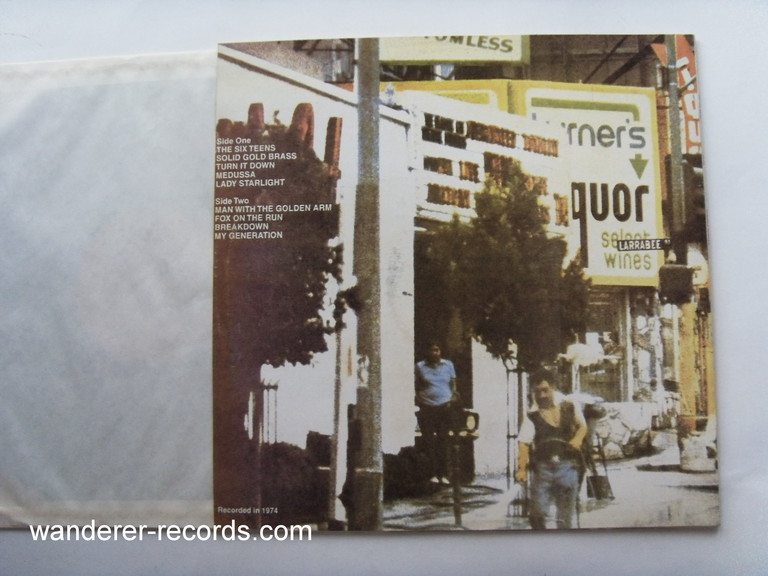 TOMLESS
Side One
THE SIX TEENS
SOLID GOLD BRASS
TURN IT DOWN
MEDUSSA
LADY STARLIGHT
Side Two
MAN WITH THE GOLDEN ARM
FOX ON THE RUN
BREAKDOWN
MY GENERATION
rner's
quor
select
wines
LARRABEE ST
Recorded in 1974
wanderer-records.com